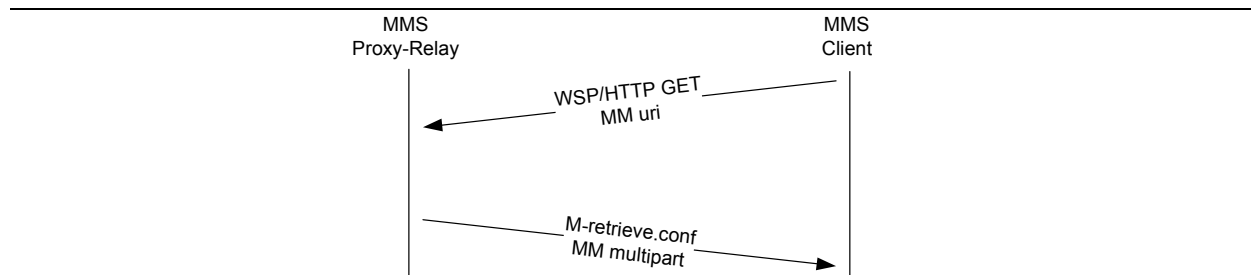 MMS
Proxy-Relay
MMS
Client
WSP/HTTP GET
MM uri
M-retrieve.conf
MM multipart